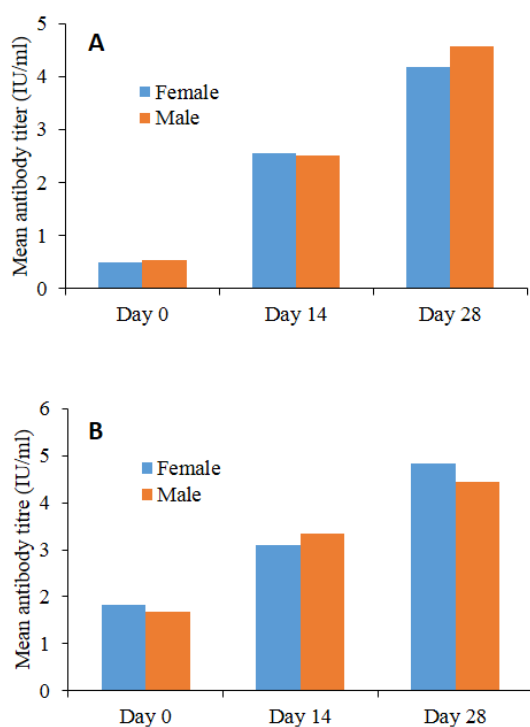 A
Mean antibody titer (IU/ml)
5
4
3
2
1
0
Female
Male
Day 0 Day 14 Day 28
B
Mean antibody titre (IU/ml)
6
5
4
3
2
1
0
Female
Male
Day 0 Day 14 Day 28